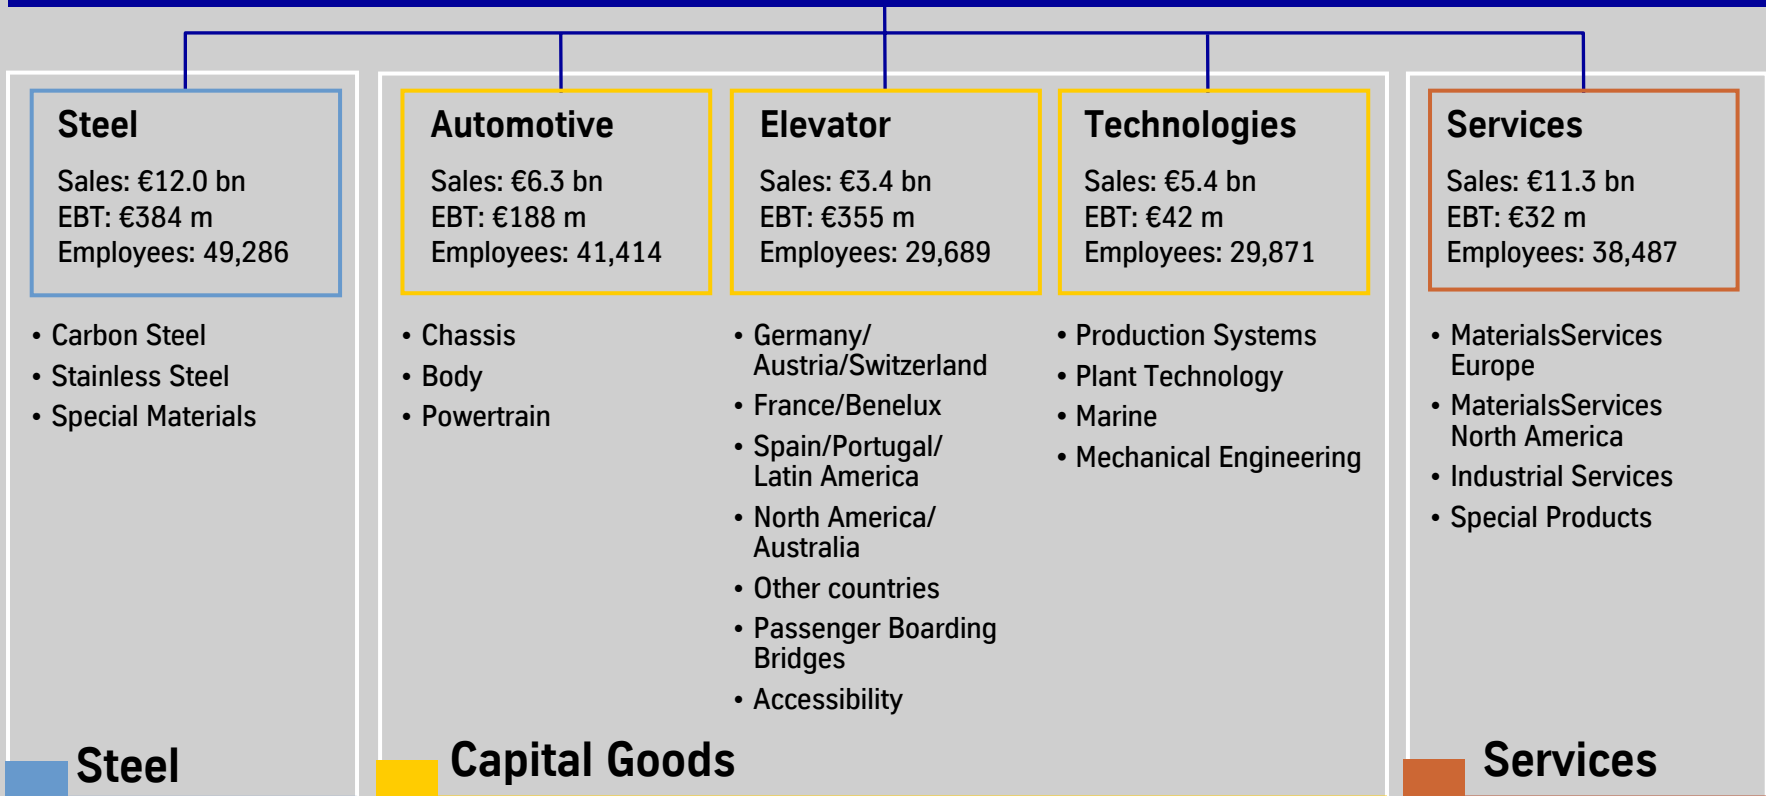 Steel
Sales: €12.0 bn
EBT: €384 m
Employees: 49,286
• Carbon Steel
• Stainless Steel
• Special Materials
Steel
Automotive
Sales: €6.3 bn
EBT: €188 m
Employees: 41,414
• Chassis
• Body
• Powertrain
Elevator
Sales: €3.4 bn
EBT: €355 m
Employees: 29,689
• Germany/
Austria/Switzerland
• France/Benelux
• Spain/Portugal/
Latin America
• North America/
Australia
• Other countries
• Passenger Boarding
Bridges
• Accessibility
Technologies
Sales: €5.4 bn
EBT: €42 m
Employees: 29,871
• Production Systems
• Plant Technology
• Marine
• Mechanical Engineering
Capital Goods
Services
Sales: €11.3 bn
EBT: €32 m
Employees: 38,487
• MaterialsServices
Europe
• MaterialsServices
North America
• Industrial Services
• Special Products
Services